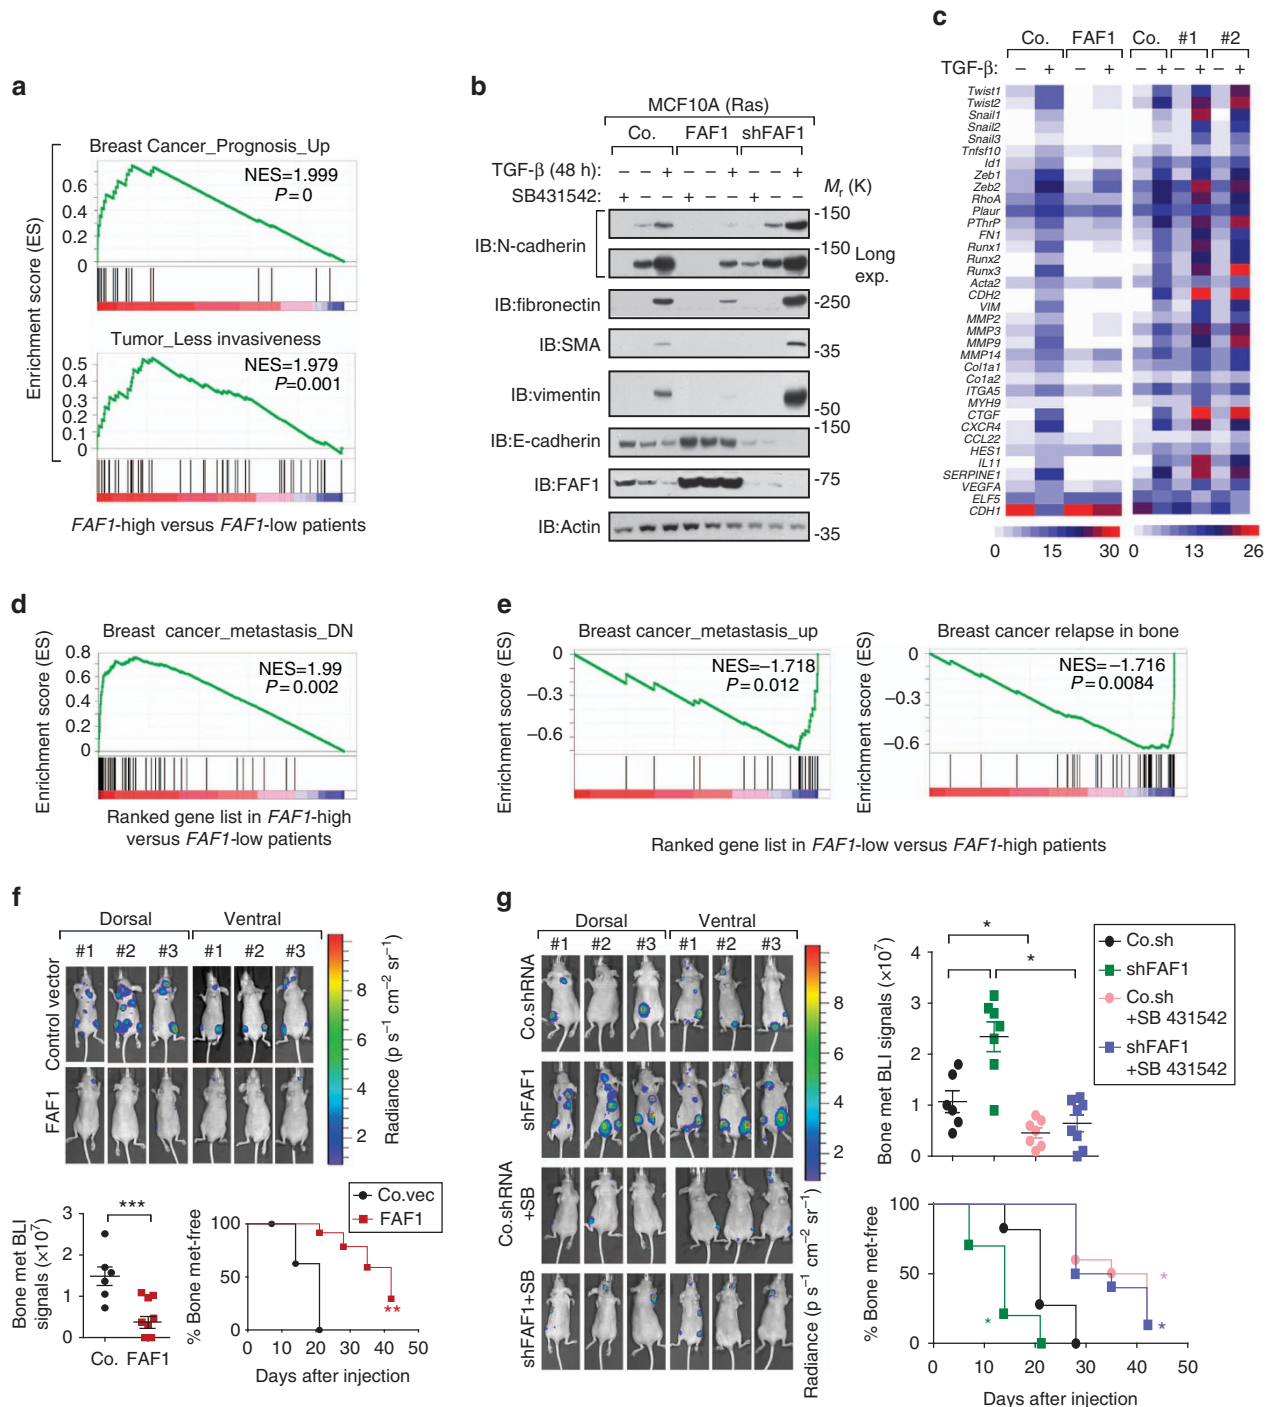 a
Breast Cancer_Prognosis_Up
NES=1.999
P=0
0.6
0.4
0.2
0
Enrichment score (ES)
Tumor_Less invasiveness
NES=1.979
P=0.001
0.5
0.4
0.3
0.2
0.1
0
FAF1-high versus FAF1-low patients
b
MCF10A (Ras)
Co. FAF1 shFAF1
TGF-β (48 h): – – + – – + – – +
SB431542: + – – + – – + – –
Mr (K)
IB:N-cadherin
-150
-150
Long exp.
IB:fibronectin -250
IB:SMA -35
IB:vimentin -50
IB:E-cadherin -150
IB:FAF1 -75
IB:Actin -35
c
Co. FAF1 Co. #1 #2
TGF-β: – + – + – + – + – +
Twist1
Twist2
Snail1
Snail2
Snail3
Tnfsf10
Id1
Zeb1
Zeb2
RhoA
Plaur
PThrP
FN1
Runx1
Runx2
Runx3
Acta2
CDH2
VIM
MMP2
MMP3
MMP9
MMP14
Col1a1
Co1a2
ITGA5
MYH9
CTGF
CXCR4
CCL22
HES1
IL11
SERPINE1
VEGFA
ELF5
CDH1
0 15 30
0 13 26
d
Breast cancer_metastasis_DN
NES=1.99
P=0.002
0.8
0.6
0.4
0.2
0
Enrichment score (ES)
Ranked gene list in FAF1-high
versus FAF1-low patients
e
Breast cancer_metastasis_up
NES=–1.718
P=0.012
0
–0.3
–0.6
Enrichment score (ES)
Breast cancer relapse in bone
NES=–1.716
P=0.0084
0
–0.3
–0.6
Enrichment score (ES)
Ranked gene list in FAF1-low versus FAF1-high patients
f
Dorsal Ventral
#1 #2 #3 #1 #2 #3
Control vector
FAF1
8
6
4
2
Radiance (p s⁻¹ cm⁻² sr⁻¹)
***
3
2
1
0
Bone met BLI
signals (×10⁷)
Co. FAF1
Co.vec
FAF1
100
50
0
% Bone met-free
**
0 10 20 30 40 50
Days after injection
g
Dorsal Ventral
#1 #2 #3 #1 #2 #3
Co.shRNA
shFAF1
Co.shRNA
+SB
shFAF1+SB
8
6
4
2
Radiance (p s⁻¹ cm⁻² sr⁻¹)
*
*
4
3
2
1
0
Bone met BLI signals (×10⁷)
Co.sh
shFAF1
Co.sh
+SB 431542
shFAF1
+SB 431542
100
50
0
% Bone met-free
*
*
*
0 10 20 30 40 50
Days after injection